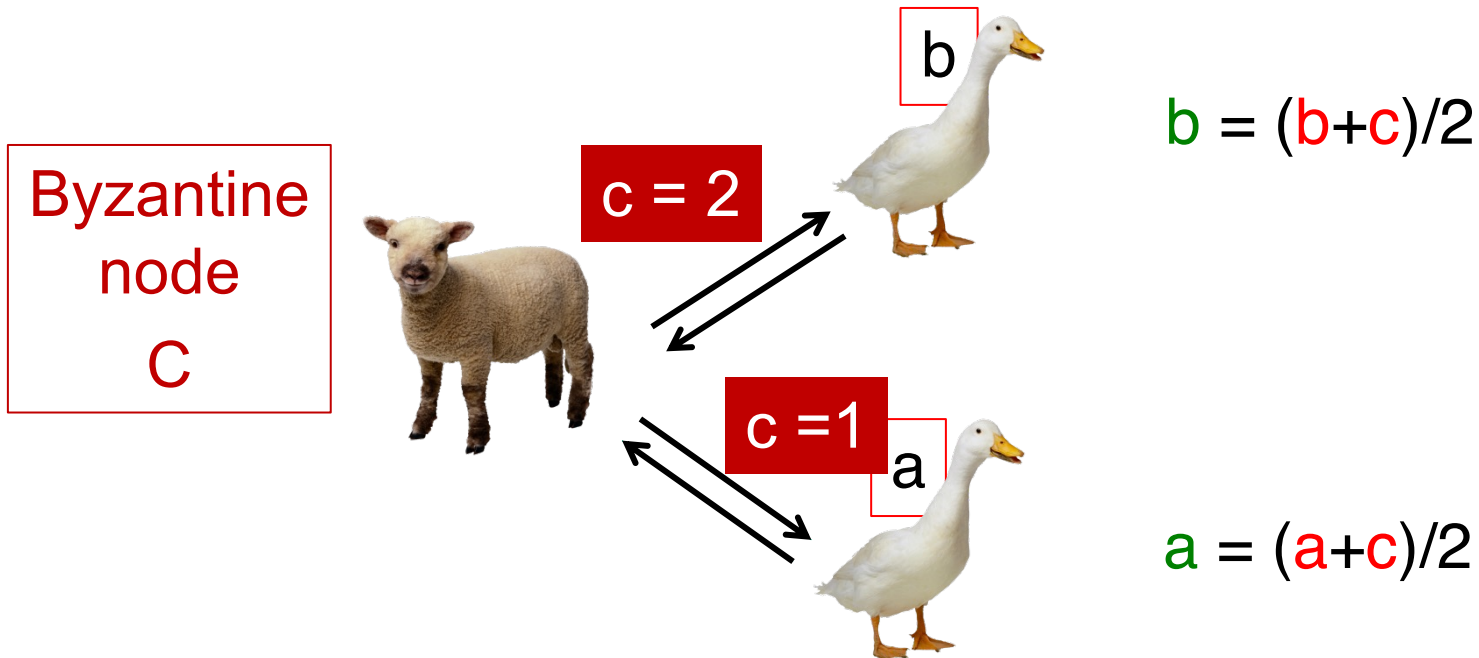 b
b = (b+c)/2
Byzantine
node
C
c = 2
c =1
a
a = (a+c)/2